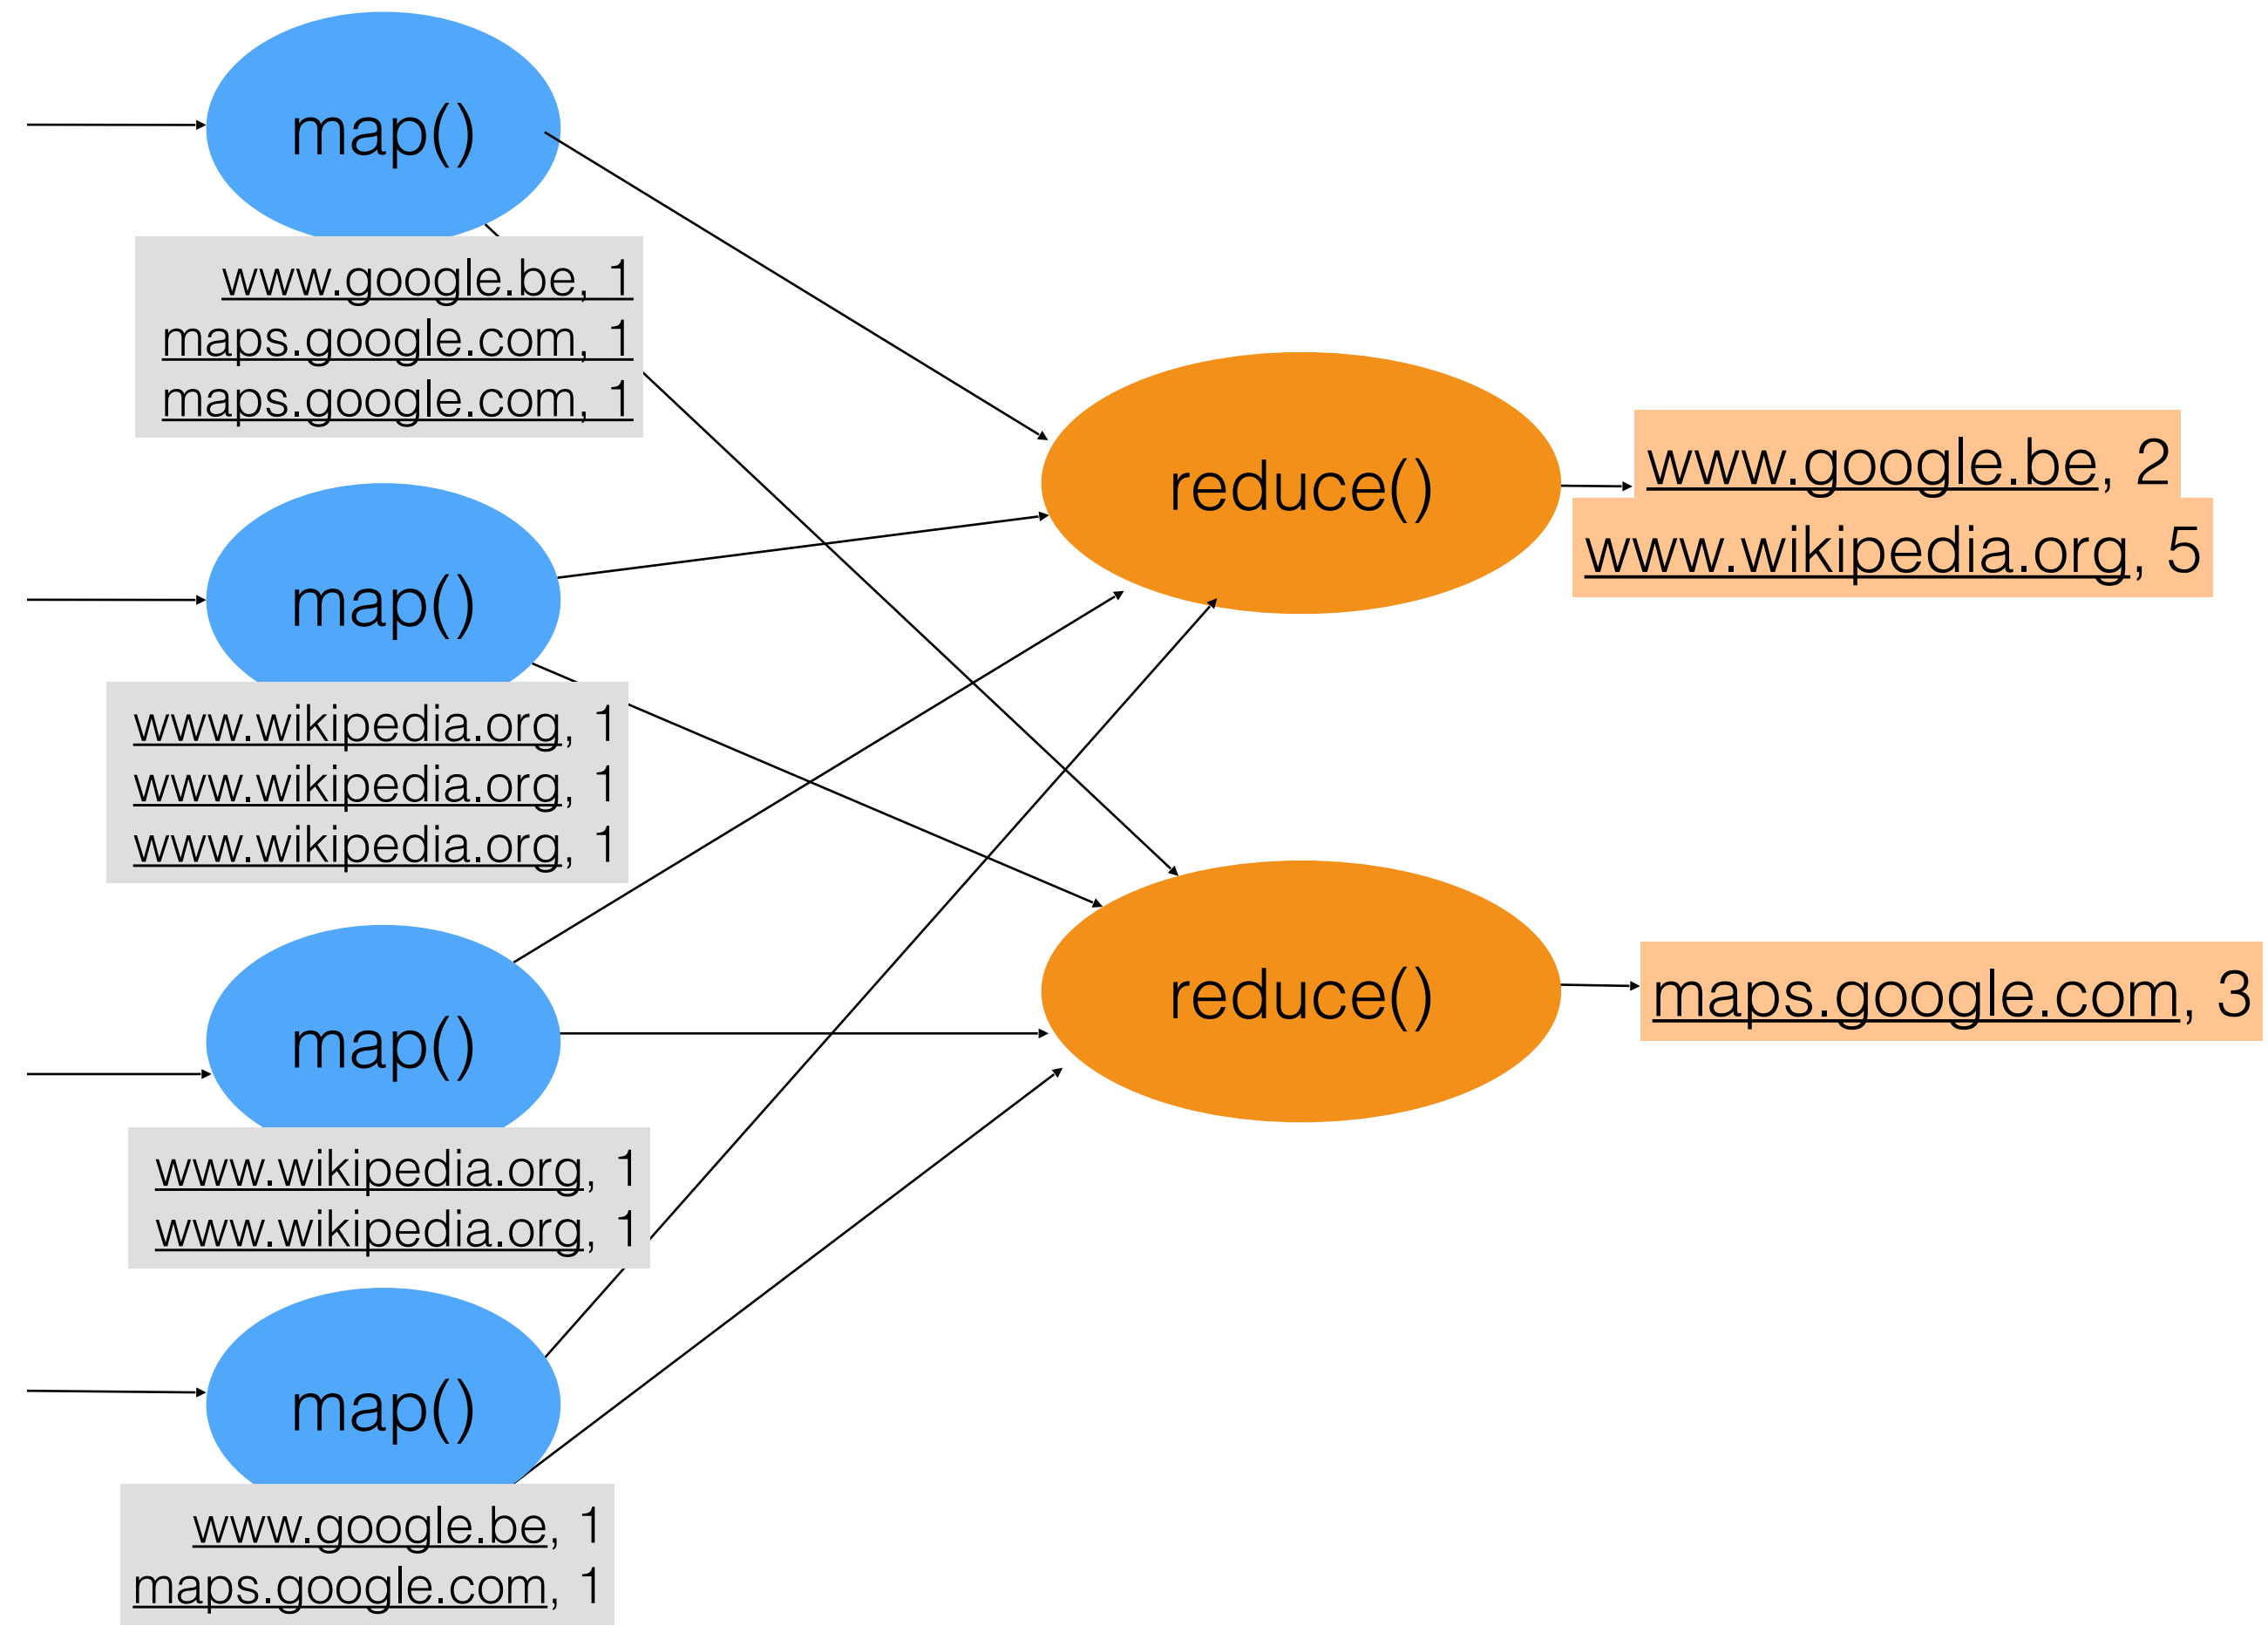 map()
www.google.be, 1
maps.google.com, 1
maps.google.com, 1
map()
www.wikipedia.org, 1
www.wikipedia.org, 1
www.wikipedia.org, 1
map()
www.wikipedia.org, 1
www.wikipedia.org, 1
map()
www.google.be, 1
maps.google.com, 1
reduce()
www.google.be, 2
www.wikipedia.org, 5
reduce()
maps.google.com, 3